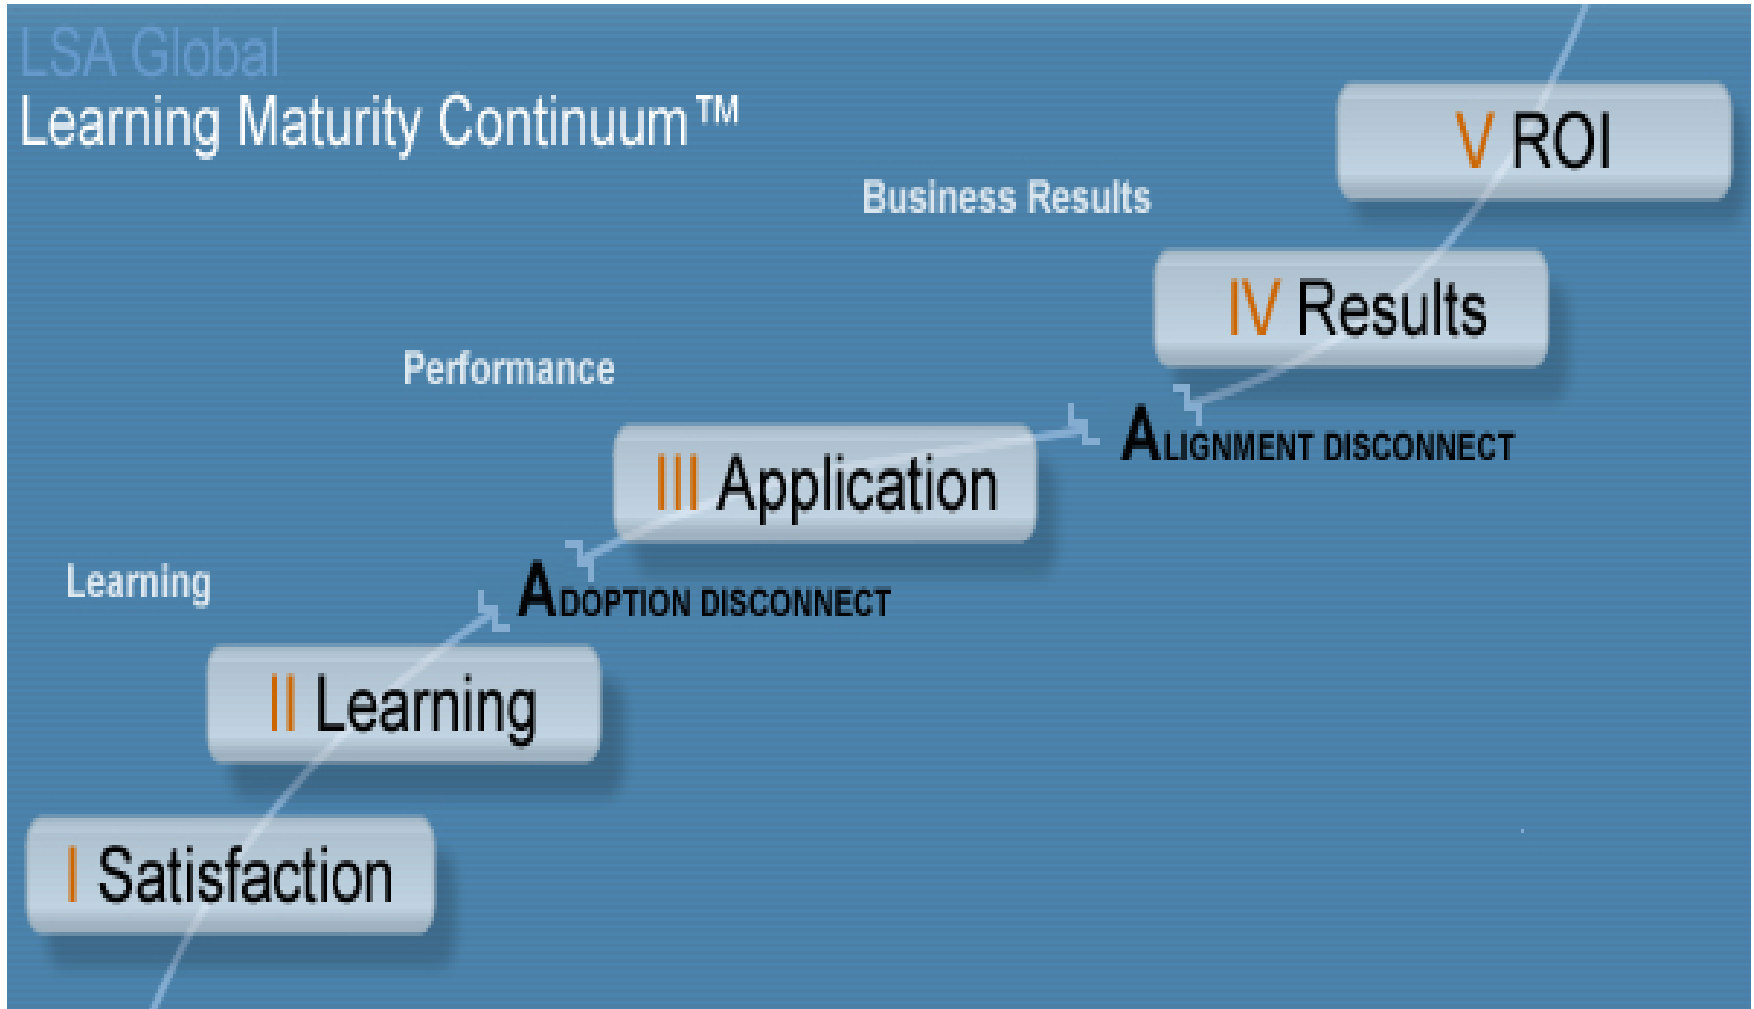 LSA Global
Learning Maturity Continuum™
V ROI
Business Results
IV Results
Performance
ALIGNMENT DISCONNECT
III Application
Learning
ADOPTION DISCONNECT
II Learning
I Satisfaction